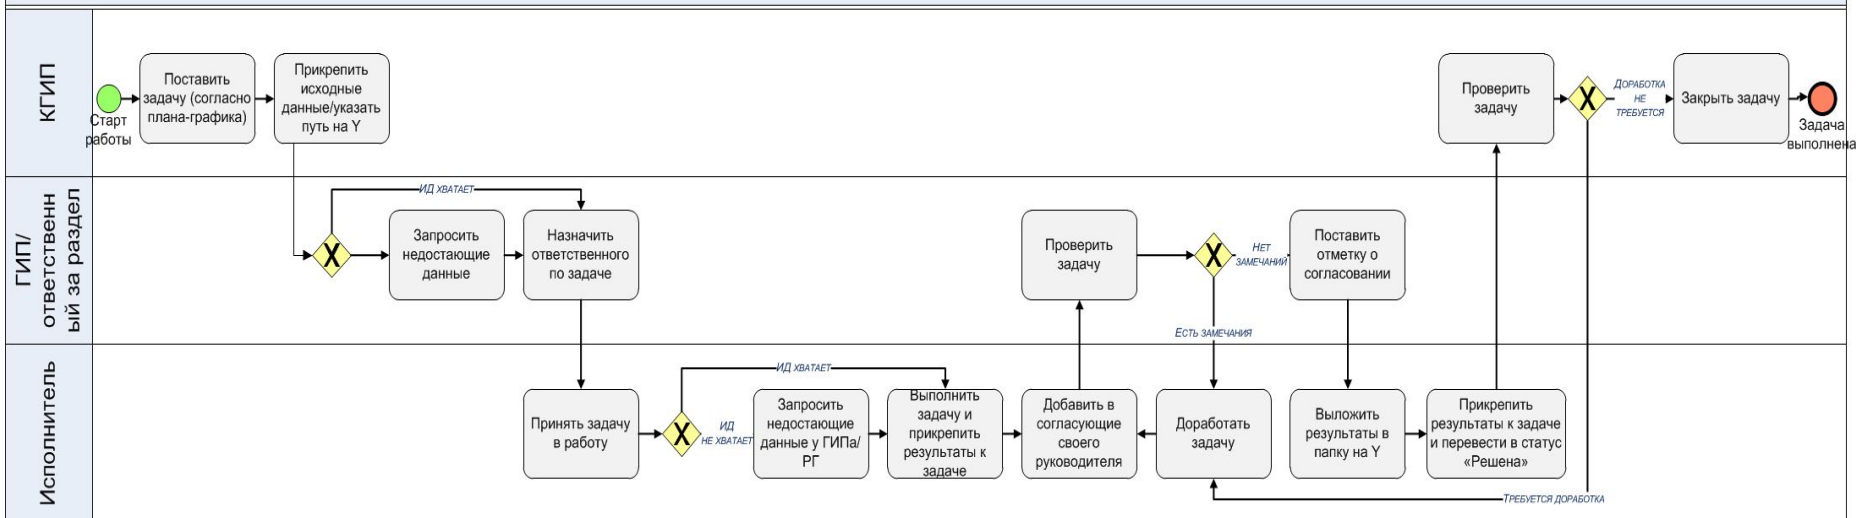 КГИП
Старт
работы
Поставить
задачу (согласно
плана-графика)
Прикрепить
исходные
данные/указать
путь на Y
Проверить
задачу
Доработка
не
требуется
Закрыть задачу
Задача
выполнена
ГИП/
ответственн
ый за раздел
ИД хватает
Запросить
недостающие
данные
Назначить
ответственного
по задаче
Проверить
задачу
Нет
замечаний
Поставить
отметку о
согласовании
Есть замечания
Исполнитель
Принять задачу
в работу
ИД хватает
ИД
не хватает
Запросить
недостающие
данные у ГИПа/
РГ
Выполнить
задачу и
прикрепить
результаты к
задаче
Добавить в
согласующие
своего
руководителя
Доработать
задачу
Выложить
результаты в
папку на Y
Прикрепить
результаты к задаче
и перевести в статус
«Решена»
Требуется доработка